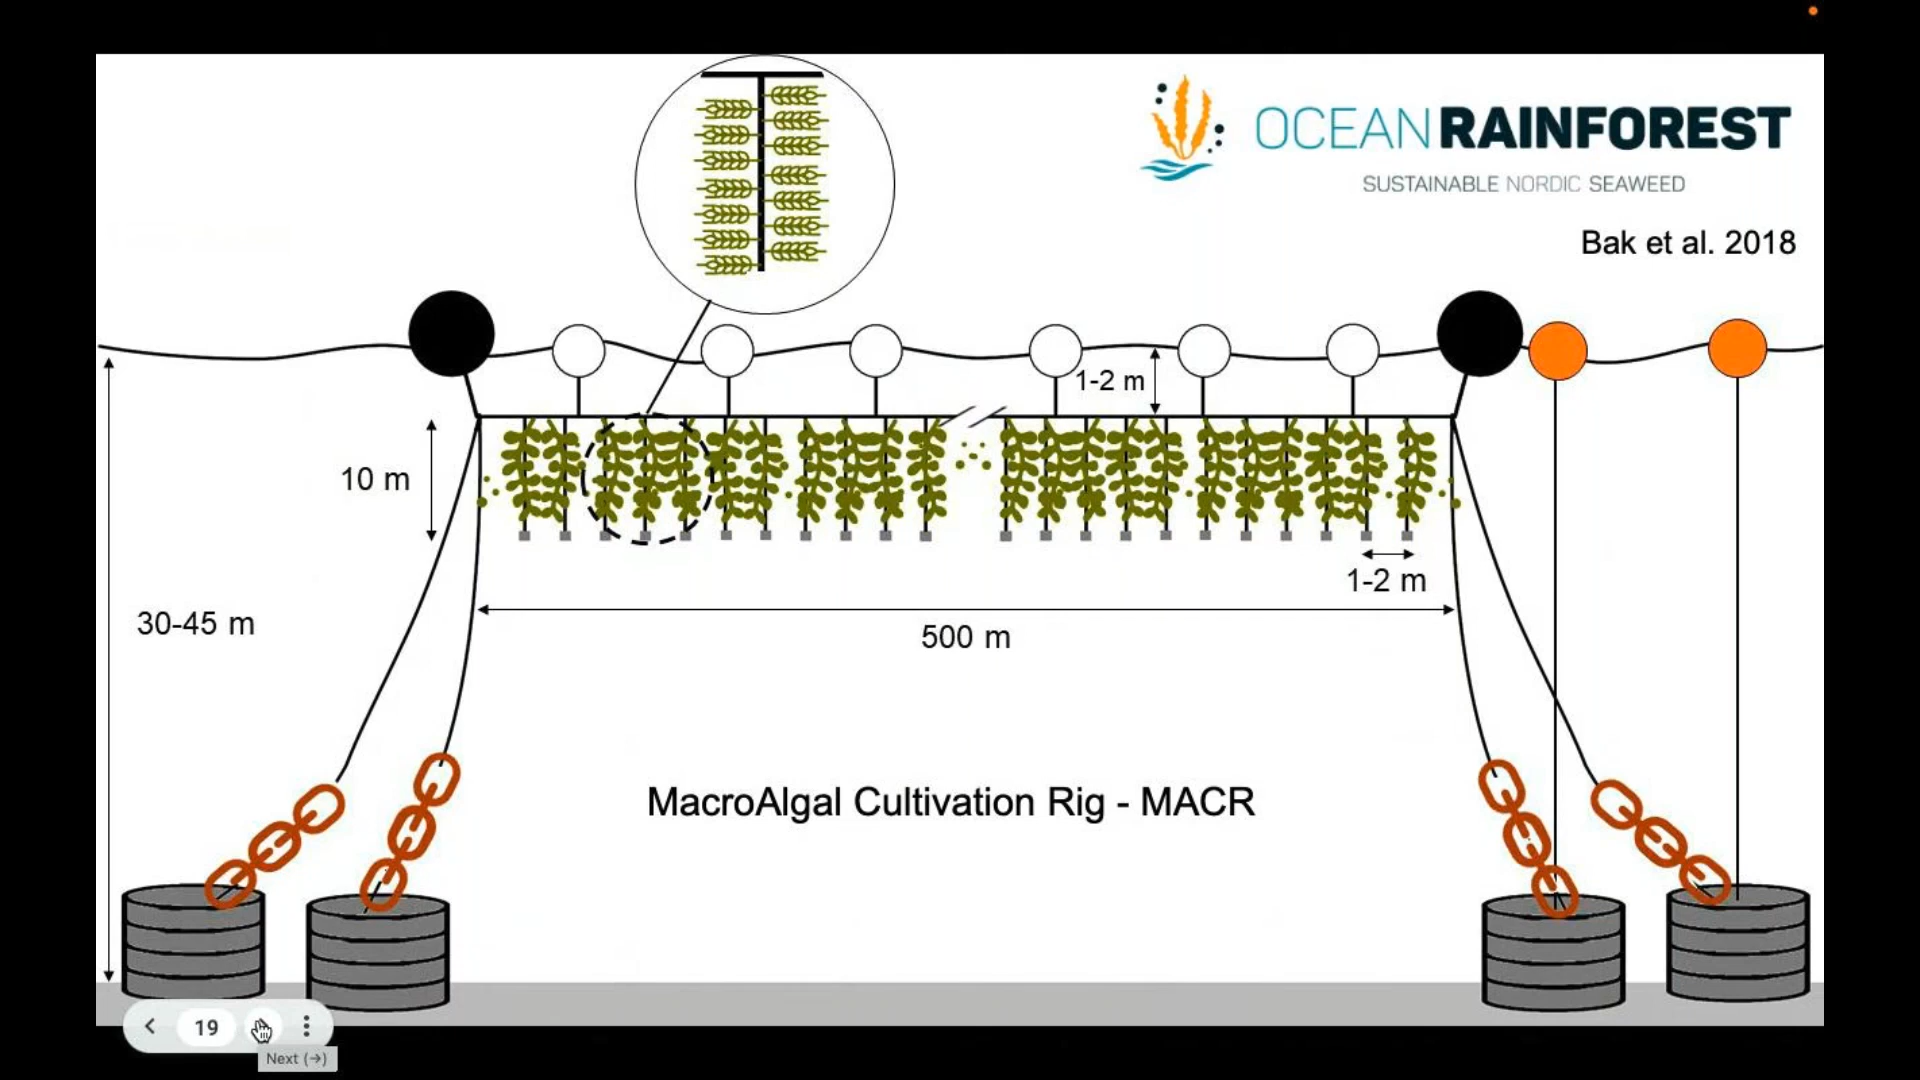 OCEAN RAINFOREST
SUSTAINABLE NORDIC SEAWEED
Bak et al. 2018
1-2 m
10 m
1-2 m
30-45 m
500 m
MacroAlgal Cultivation Rig - MACR
19
Next (→)